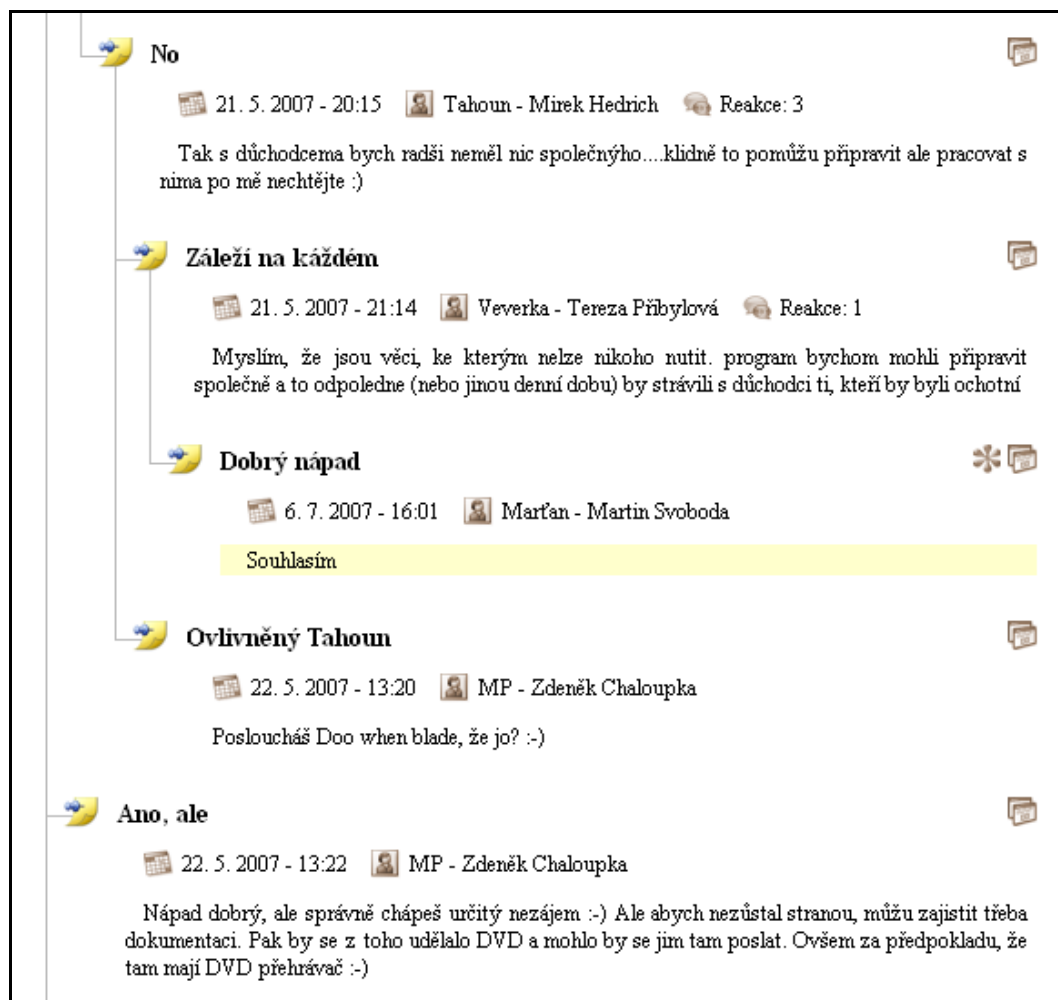 No
21. 5. 2007 - 20:15 Tahoun - Mirek Hedrich Reakce: 3
Tak s důchodcema bych radši neměl nic společnýho....klidně to pomůžu připravit ale pracovat s
nima po mě nechtějte :)
Záleží na káždém
21. 5. 2007 - 21:14 Veverka - Tereza Přibylová Reakce: 1
Myslím, že jsou věci, ke kterým nelze nikoho nutit. program bychom mohli připravit
společně a to odpoledne (nebo jinou denní dobu) by strávili s důchodci ti, kteří by byli ochotní
Dobrý nápad
6. 7. 2007 - 16:01 Marťan - Martin Svoboda
Souhlasím
Ovlivněný Tahoun
22. 5. 2007 - 13:20 MP - Zdeněk Chaloupka
Posloucháš Doo when blade, že jo? :-)
Ano, ale
22. 5. 2007 - 13:22 MP - Zdeněk Chaloupka
Nápad dobrý, ale správně chápeš určitý nezájem :-) Ale abych nezůstal stranou, můžu zajistit třeba
dokumentaci. Pak by se z toho udělalo DVD a mohlo by se jim tam poslat. Ovšem za předpokladu, že
tam mají DVD přehrávač :-)